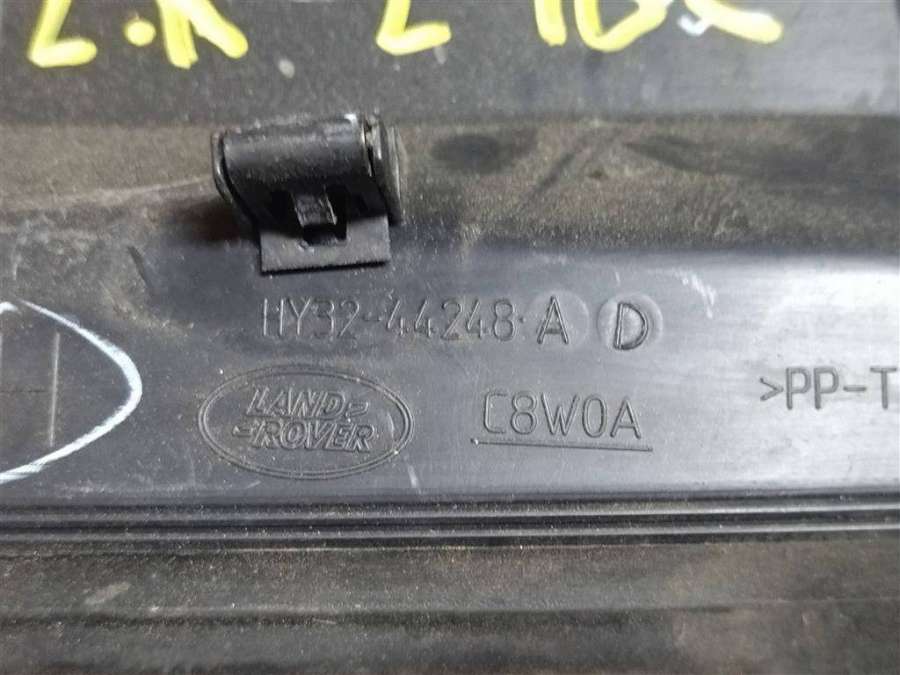 HY32-44248 A D
LAND-
-ROVER
C8W0A
>PP-T